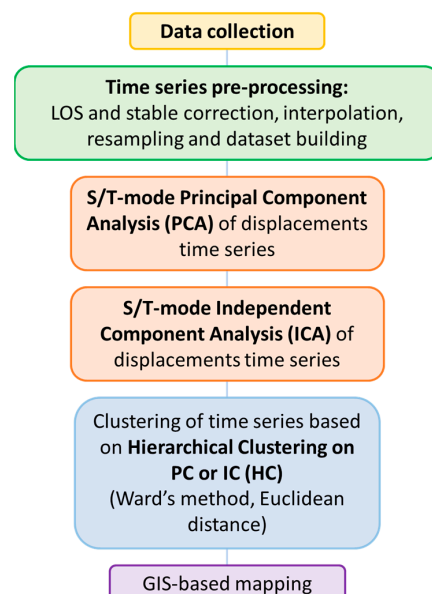 Data collection
Time series pre-processing:
LOS and stable correction, interpolation,
resampling and dataset building
S/T-mode Principal Component
Analysis (PCA) of displacements
time series
S/T-mode Independent
Component Analysis (ICA) of
displacements time series
Clustering of time series based
on Hierarchical Clustering on
PC or IC (HC)
(Ward's method, Euclidean
distance)
GIS-based mapping